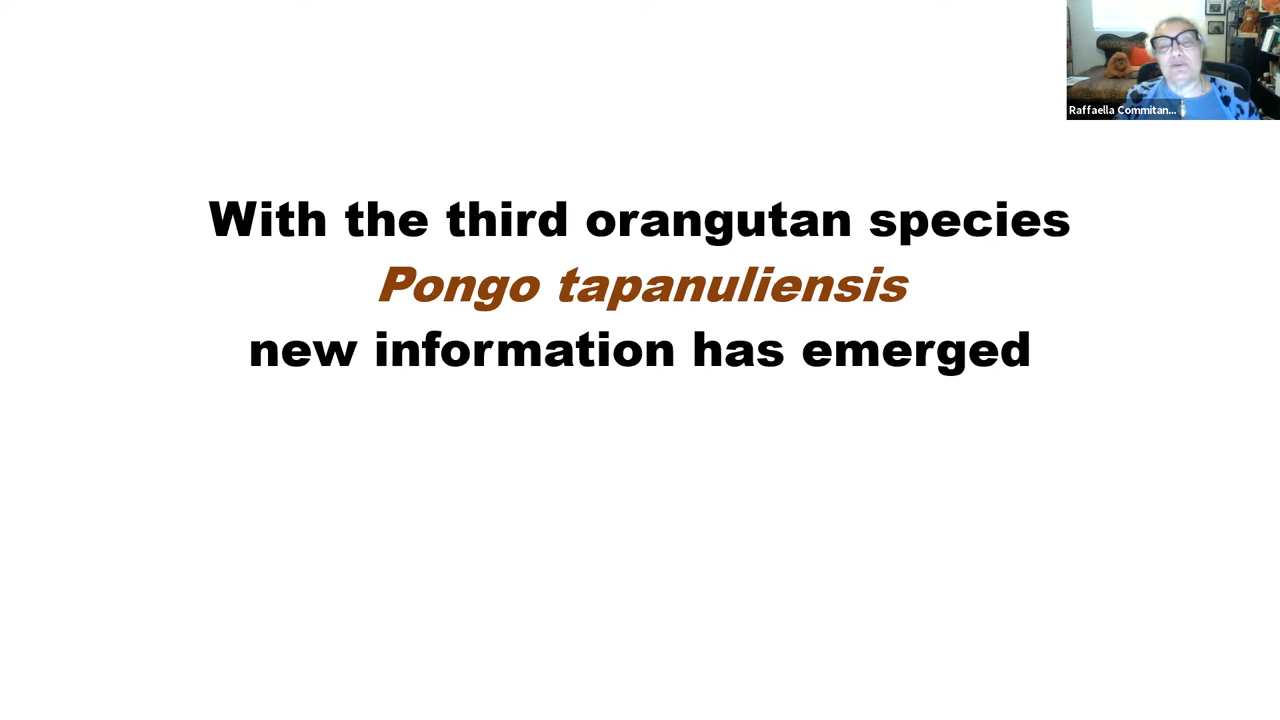 Raffaella Commitan...
With the third orangutan species
Pongo tapanuliensis
new information has emerged